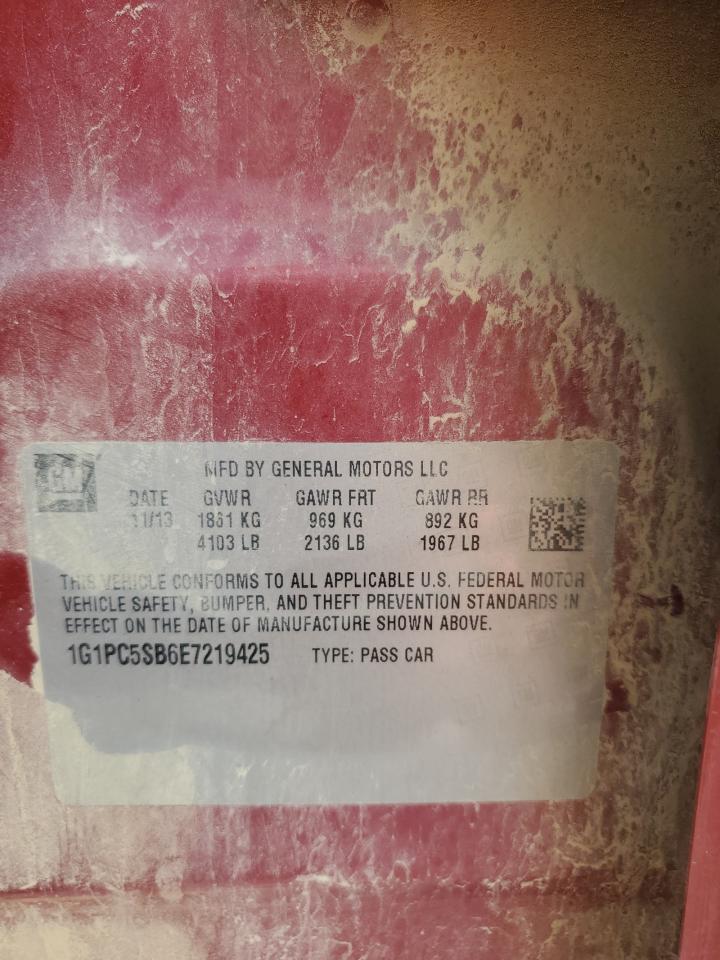 GM
MFD BY GENERAL MOTORS LLC
DATE GVWR GAWR FRT GAWR RR
11/13 1861 KG 969 KG 892 KG
4103 LB 2136 LB 1967 LB
THIS VEHICLE CONFORMS TO ALL APPLICABLE U.S. FEDERAL MOTOR
VEHICLE SAFETY, BUMPER, AND THEFT PREVENTION STANDARDS IN
EFFECT ON THE DATE OF MANUFACTURE SHOWN ABOVE.
1G1PC5SB6E7219425 TYPE: PASS CAR